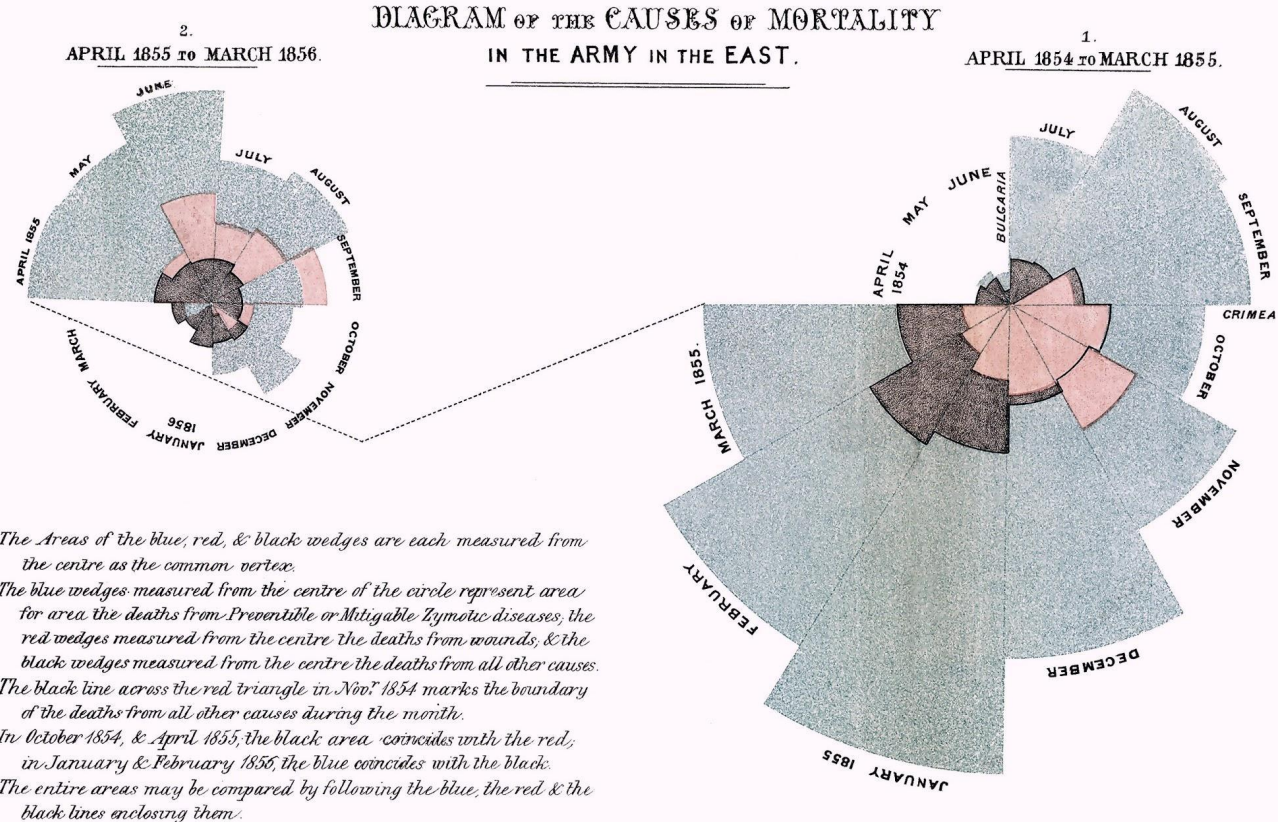 DIAGRAM OF THE CAUSES OF MORTALITY
IN THE ARMY IN THE EAST.
2.
APRIL 1855 TO MARCH 1856.
1.
APRIL 1854 TO MARCH 1855.
APRIL 1855
MAY
JUNE
JULY
AUGUST
SEPTEMBER
OCTOBER
NOVEMBER
DECEMBER
JANUARY
1856
FEBRUARY
MARCH
APRIL
1854
MAY
JUNE
BULGARIA
JULY
AUGUST
SEPTEMBER
CRIMEA
OCTOBER
NOVEMBER
DECEMBER
JANUARY 1855
FEBRUARY
MARCH 1855.
The Areas of the blue, red, & black wedges are each measured from
the centre as the common vertex.
The blue wedges measured from the centre of the circle represent area
for area the deaths from Preventible or Mitigable Zymotic diseases; the
red wedges measured from the centre the deaths from wounds; & the
black wedges measured from the centre the deaths from all other causes.
The black line across the red triangle in Nov.r 1854 marks the boundary
of the deaths from all other causes during the month.
In October 1854, & April 1855, the black area coincides with the red;
in January & February 1856, the blue coincides with the black.
The entire areas may be compared by following the blue, the red & the
black lines enclosing them.